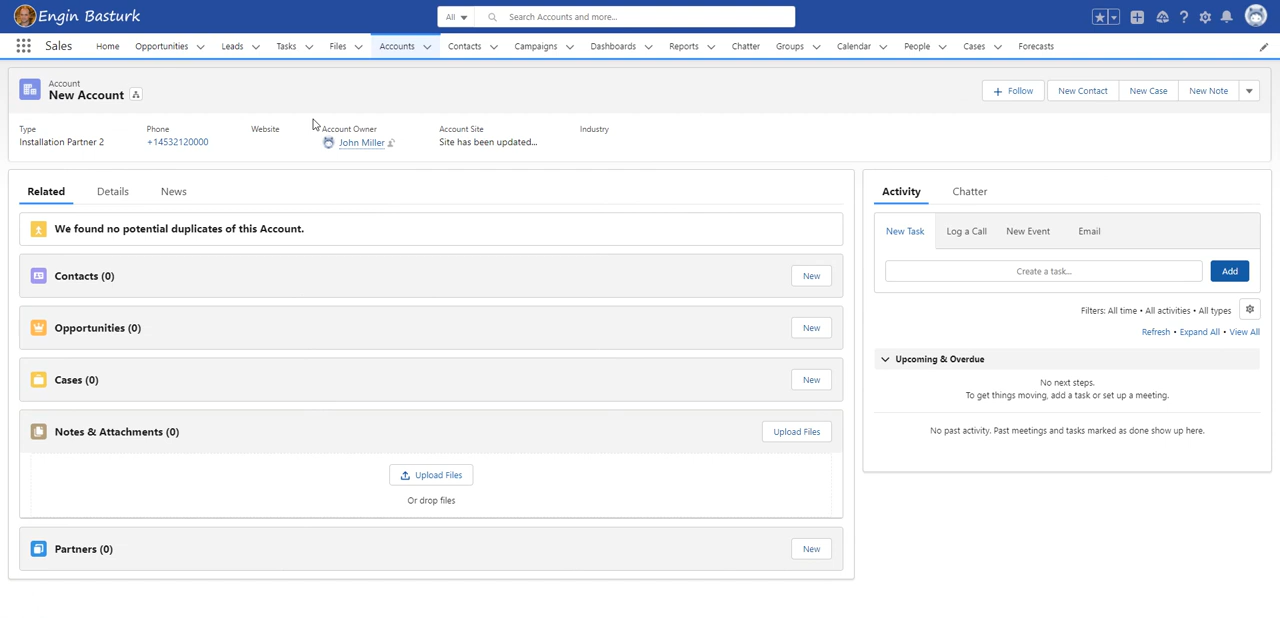 Engin Basturk
All
Search Accounts and more...
Sales
Home
Opportunities
Leads
Tasks
Files
Accounts
Contacts
Campaigns
Dashboards
Reports
Chatter
Groups
Calendar
People
Cases
Forecasts
Account
New Account
Follow
New Contact
New Case
New Note
Type
Phone
Website
Account Owner
Account Site
Industry
Installation Partner 2
+14532120000
John Miller
Site has been updated...
Related
Details
News
We found no potential duplicates of this Account.
Contacts (0)
New
Opportunities (0)
New
Cases (0)
New
Notes & Attachments (0)
Upload Files
Upload Files
Or drop files
Partners (0)
New
Activity
Chatter
New Task
Log a Call
New Event
Email
Create a task...
Add
Filters: All time • All activities • All types
Refresh • Expand All • View All
Upcoming & Overdue
No next steps.
To get things moving, add a task or set up a meeting.
No past activity. Past meetings and tasks marked as done show up here.